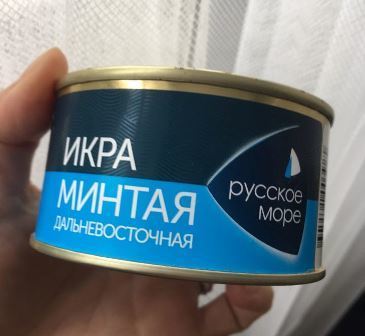 ИКРА
МИНТАЯ
ДАЛЬНЕВОСТОЧНАЯ
русское
море